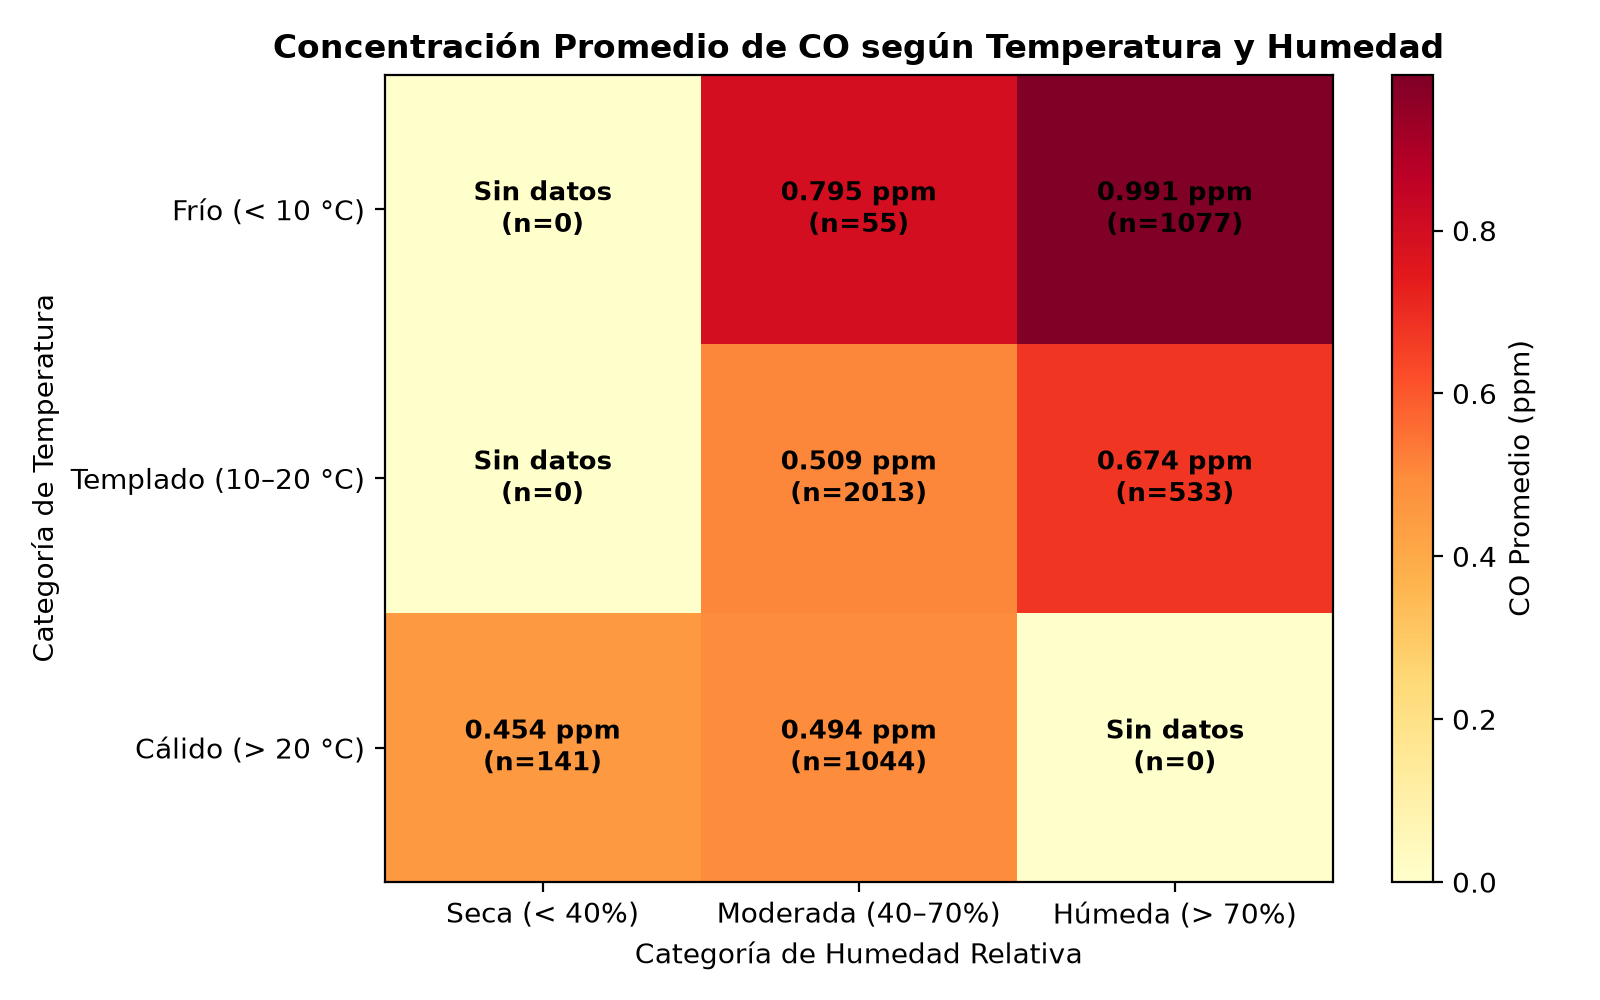 Concentración Promedio de CO según Temperatura y Humedad
Categoría de Temperatura
Frío (< 10 °C)
Sin datos
(n=0)
0.795 ppm
(n=55)
0.991 ppm
(n=1077)
Templado (10–20 °C)
Sin datos
(n=0)
0.509 ppm
(n=2013)
0.674 ppm
(n=533)
Cálido (> 20 °C)
0.454 ppm
(n=141)
0.494 ppm
(n=1044)
Sin datos
(n=0)
Seca (< 40%)
Moderada (40–70%)
Húmeda (> 70%)
Categoría de Humedad Relativa
0.8
0.6
0.4
0.2
0.0
CO Promedio (ppm)